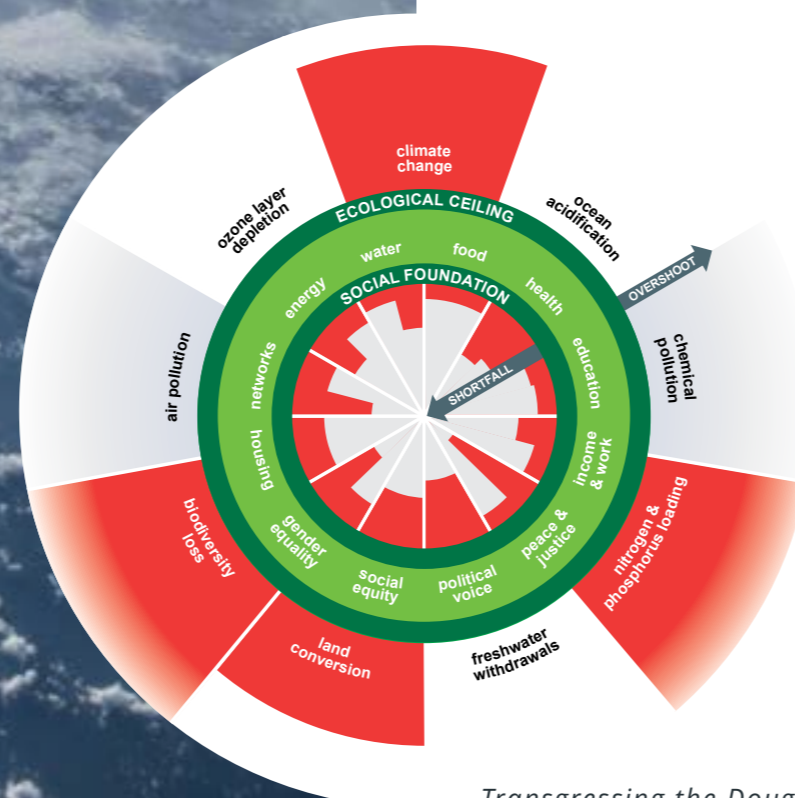 climate
change
ozone layer
depletion
ocean
acidification
ECOLOGICAL CEILING
water
food
energy
SOCIAL FOUNDATION
health
OVERSHOOT
air pollution
networks
SHORTFALL
education
chemical
pollution
housing
income
& work
biodiversity
loss
gender
equality
social
equity
political
voice
peace &
justice
nitrogen &
phosphorus loading
land
conversion
freshwater
withdrawals
Transgressing the